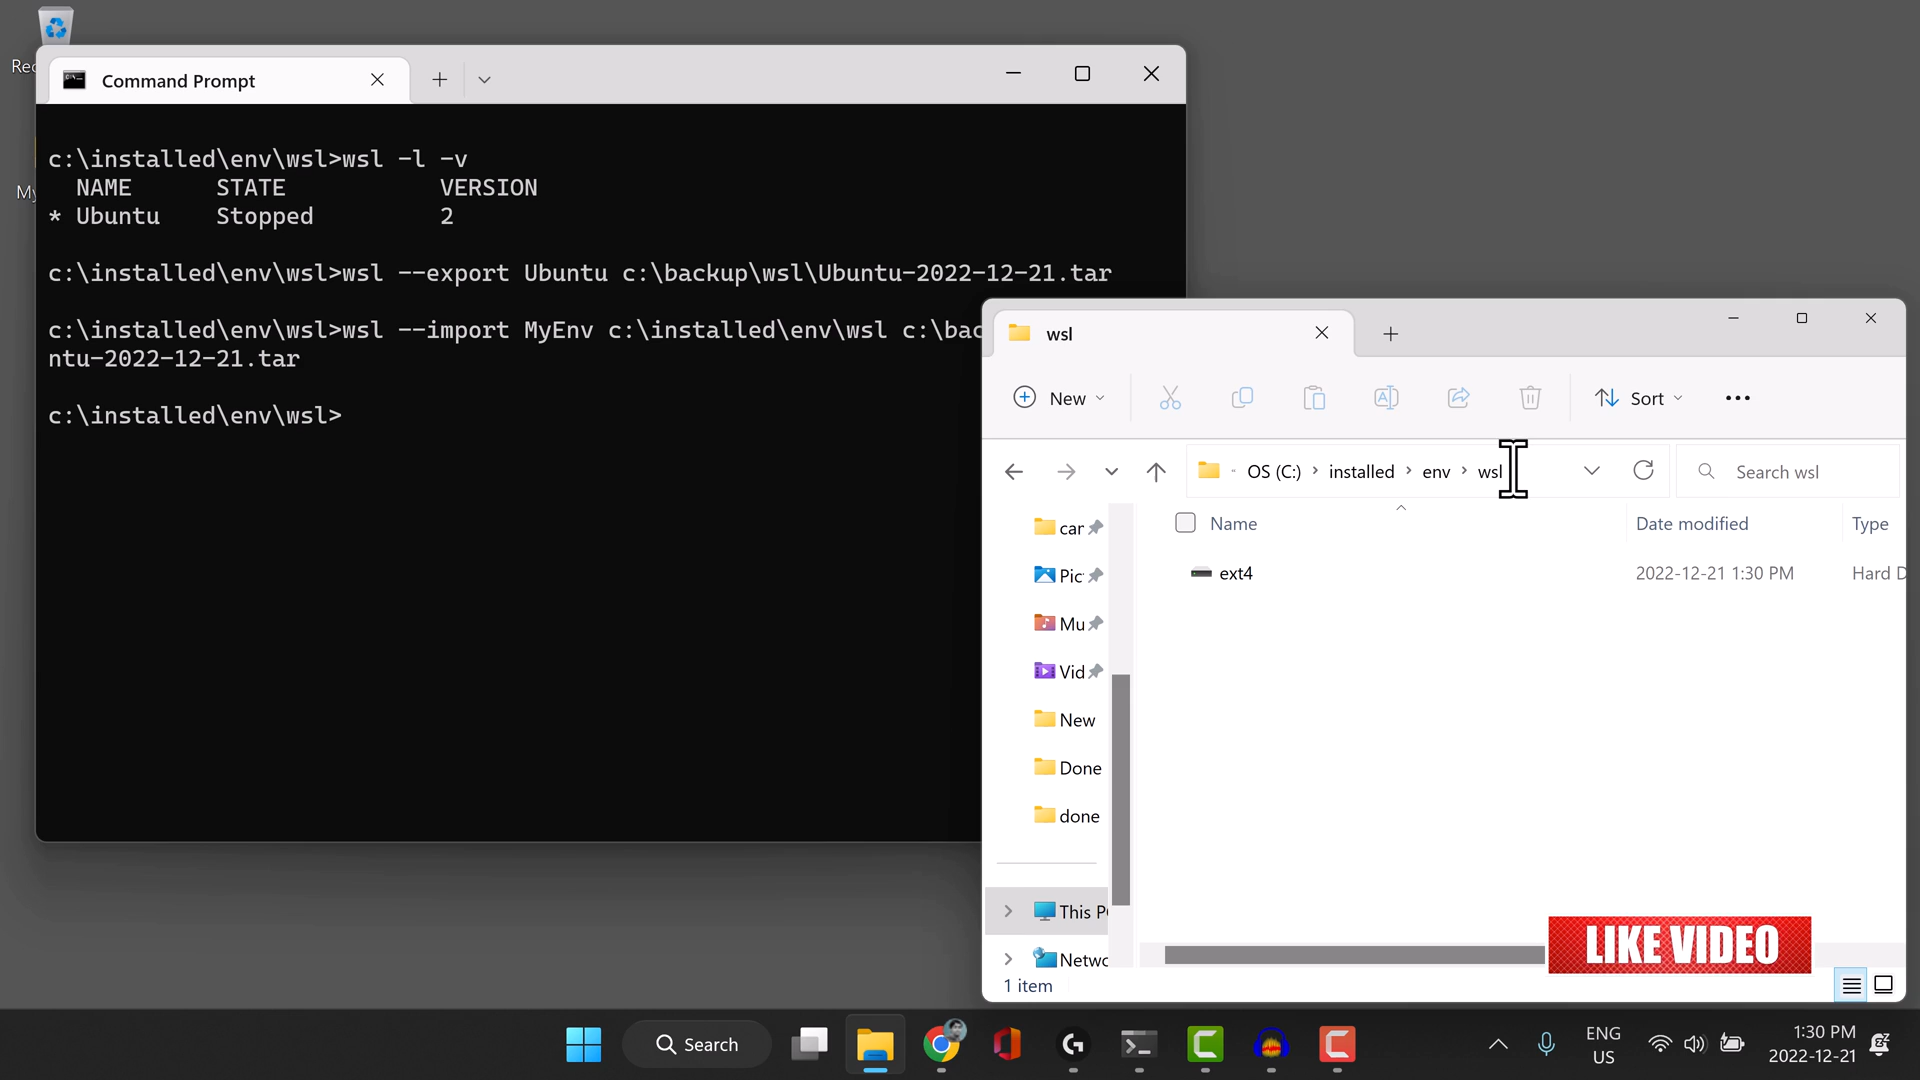 Rec
My
Command Prompt
c:\installed\env\wsl>wsl -l -v
NAME STATE VERSION
* Ubuntu Stopped 2
c:\installed\env\wsl>wsl --export Ubuntu c:\backup\wsl\Ubuntu-2022-12-21.tar
c:\installed\env\wsl>wsl --import MyEnv c:\installed\env\wsl c:\bac
ntu-2022-12-21.tar
c:\installed\env\wsl>
wsl
New
Sort
OS (C:) > installed > env > wsl
Search wsl
Name Date modified Type
ext4 2022-12-21 1:30 PM Hard D
car
Pic
Mu
Vid
New
Done
done
This P
Netwo
1 item
LIKE VIDEO
Search
ENG
US
1:30 PM
2022-12-21